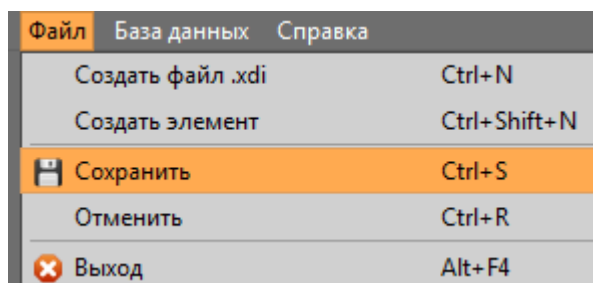 Файл База данных Справка
Создать файл .xdi Ctrl+N
Создать элемент Ctrl+Shift+N
Сохранить Ctrl+S
Отменить Ctrl+R
Выход Alt+F4